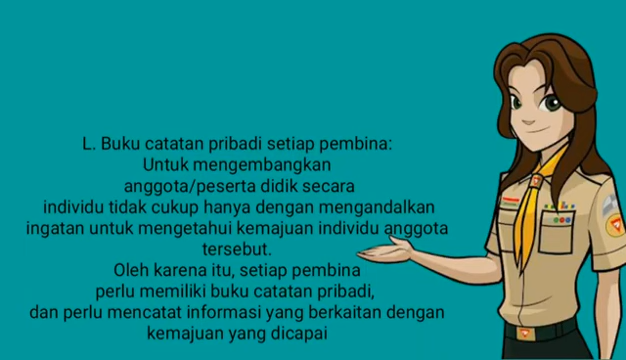 L. Buku catatan pribadi setiap pembina:
Untuk mengembangkan
anggota/peserta didik secara
individu tidak cukup hanya dengan mengandalkan
ingatan untuk mengetahui kemajuan individu anggota
tersebut.
Oleh karena itu, setiap pembina
perlu memiliki buku catatan pribadi,
dan perlu mencatat informasi yang berkaitan dengan
kemajuan yang dicapai